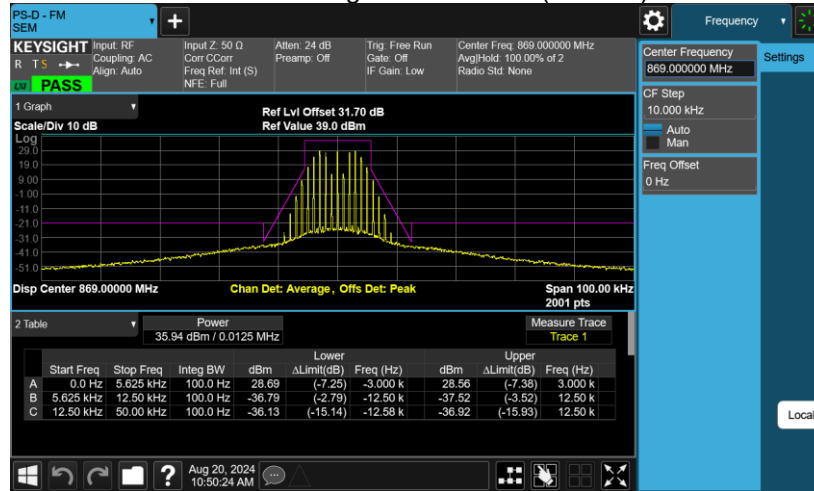 PS-D - FM
SEM
Frequency
KEYSIGHT
R T S
LXI
PASS
Input: RF
Coupling: AC
Align: Auto
Input Z: 50 Ω
Corr CCorr
Freq Ref: Int (S)
NFE: Full
Atten: 24 dB
Preamp: Off
Trig: Free Run
Gate: Off
IF Gain: Low
Center Freq: 869.000000 MHz
Avg|Hold: 100.00% of 2
Radio Std: None
Center Frequency
869.000000 MHz
Settings
CF Step
10.000 kHz
Auto
Man
Freq Offset
0 Hz
Local
1 Graph
Scale/Div 10 dB
Ref Lvl Offset 31.70 dB
Ref Value 39.0 dBm
Log
29.0
19.0
9.00
-1.00
-11.0
-21.0
-31.0
-41.0
-51.0
Disp Center 869.00000 MHz
Chan Det: Average, Offs Det: Peak
Span 100.00 kHz
2001 pts
2 Table
Power
35.94 dBm / 0.0125 MHz
Measure Trace
Trace 1
Lower Upper
Start Freq Stop Freq Integ BW dBm ΔLimit(dB) Freq (Hz) dBm ΔLimit(dB) Freq (Hz)
A 0.0 Hz 5.625 kHz 100.0 Hz 28.69 (-7.25) -3.000 k 28.56 (-7.38) 3.000 k
B 5.625 kHz 12.50 kHz 100.0 Hz -36.79 (-2.79) -12.50 k -37.52 (-3.52) 12.50 k
C 12.50 kHz 50.00 kHz 100.0 Hz -36.13 (-15.14) -12.58 k -36.92 (-15.93) 12.50 k
Aug 20, 2024
10:50:24 AM